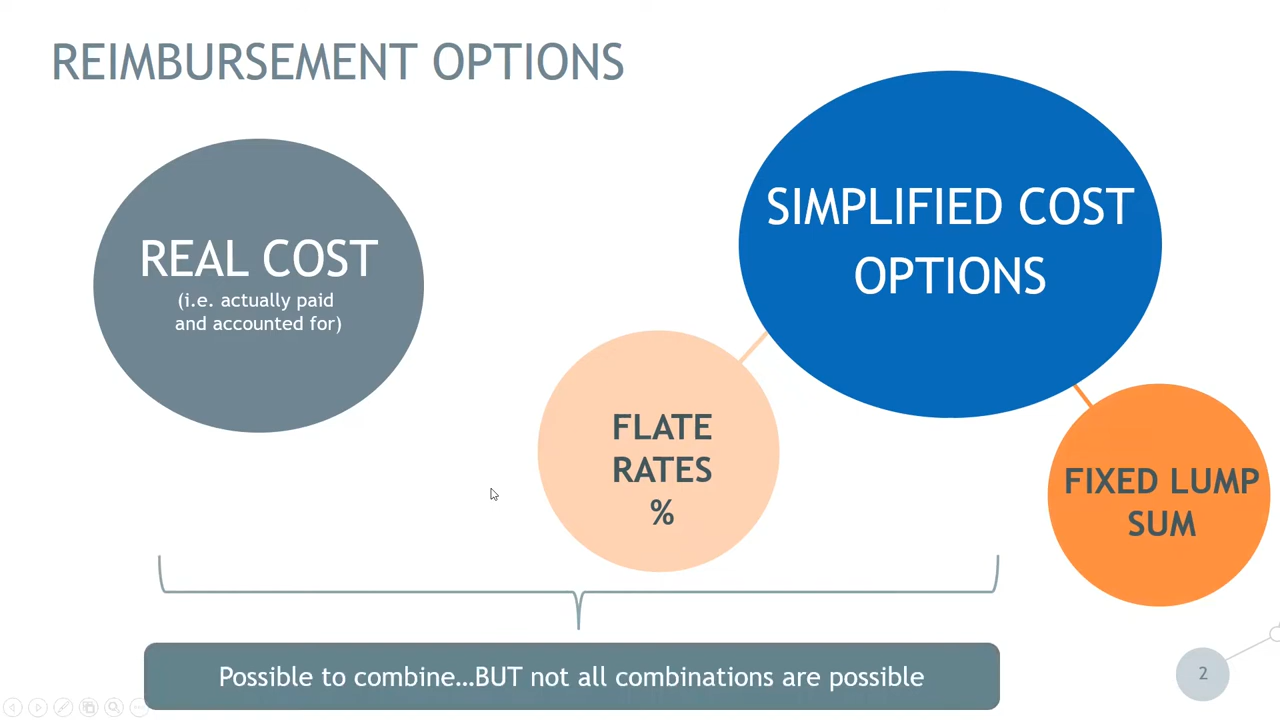 REIMBURSEMENT OPTIONS
REAL COST
(i.e. actually paid
and accounted for)
SIMPLIFIED COST
OPTIONS
FLATE
RATES
%
FIXED LUMP
SUM
Possible to combine…BUT not all combinations are possible
2